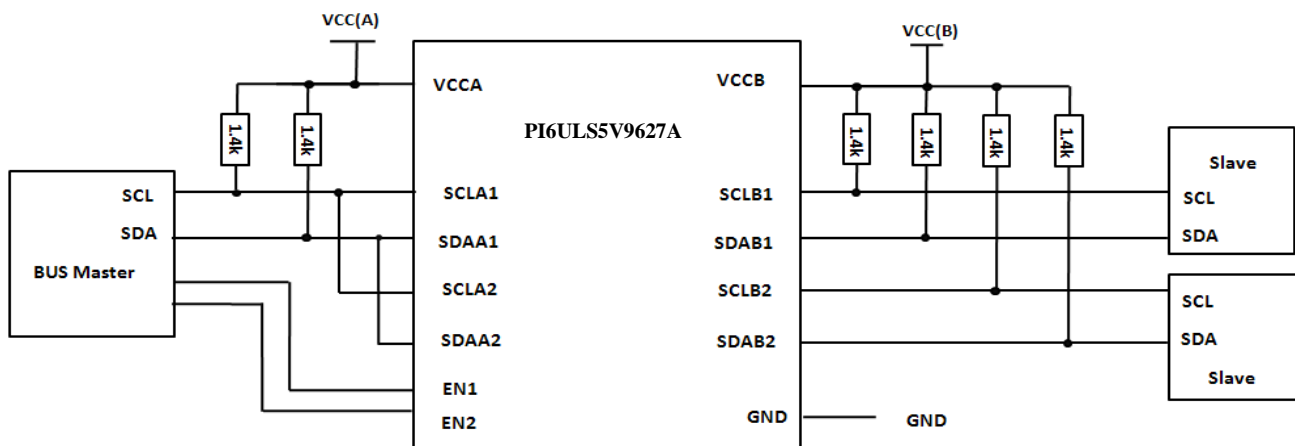 VCC(A)
VCC(B)
VCCA
VCCB
PI6ULS5V9627A
1.4k
1.4k
1.4k
1.4k
1.4k
1.4k
Slave
SCL
SCLA1
SCLB1
SCL
SDA
SDAA1
SDAB1
SDA
BUS Master
SCLA2
SCLB2
SCL
SDAA2
SDAB2
SDA
Slave
EN1
EN2
GND
GND